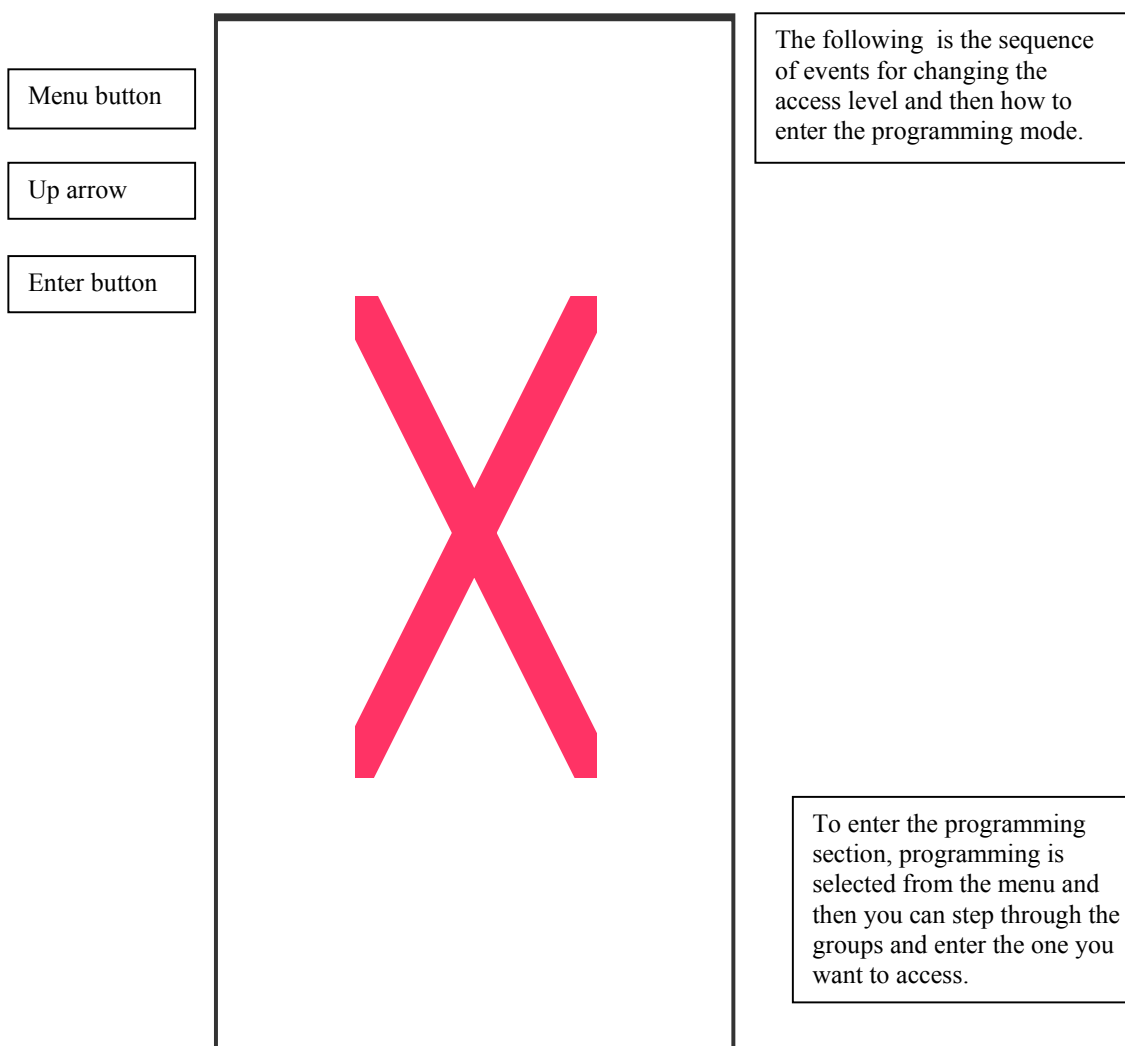 Menu button
Up arrow
Enter button
The following  is the sequence
of events for changing the
access level and then how to
enter the programming mode.
To enter the programming
section, programming is
selected from the menu and
then you can step through the
groups and enter the one you
want to access.